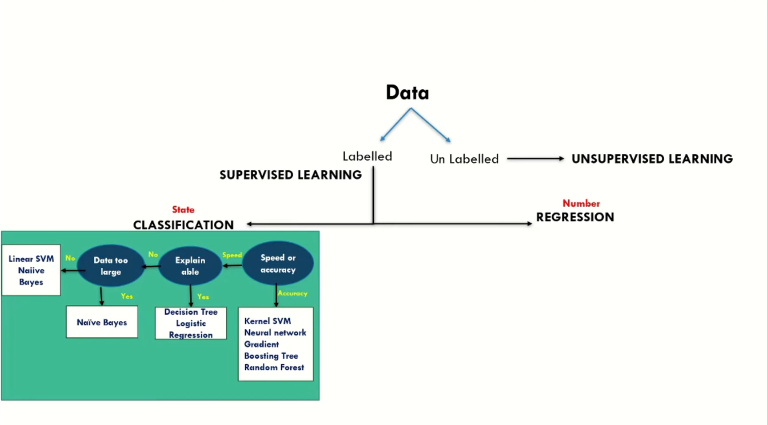 Data
Labelled
Un Labelled
UNSUPERVISED LEARNING
SUPERVISED LEARNING
State
CLASSIFICATION
Number
REGRESSION
Linear SVM
Naiive
Bayes
No
Data too
large
No
Explain
able
Speed
Speed or
accuracy
Yes
Yes
Accuracy
Naïve Bayes
Decision Tree
Logistic
Regression
Kernel SVM
Neural network
Gradient
Boosting Tree
Random Forest